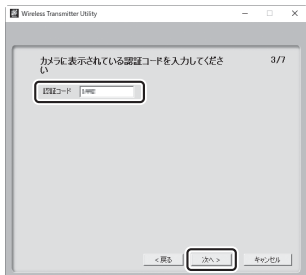 Wireless Transmitter Utility
カメラに表示されている認証コードを入力してくださ
い
3/7
認証コード
< 戻る
次へ >
キャンセル